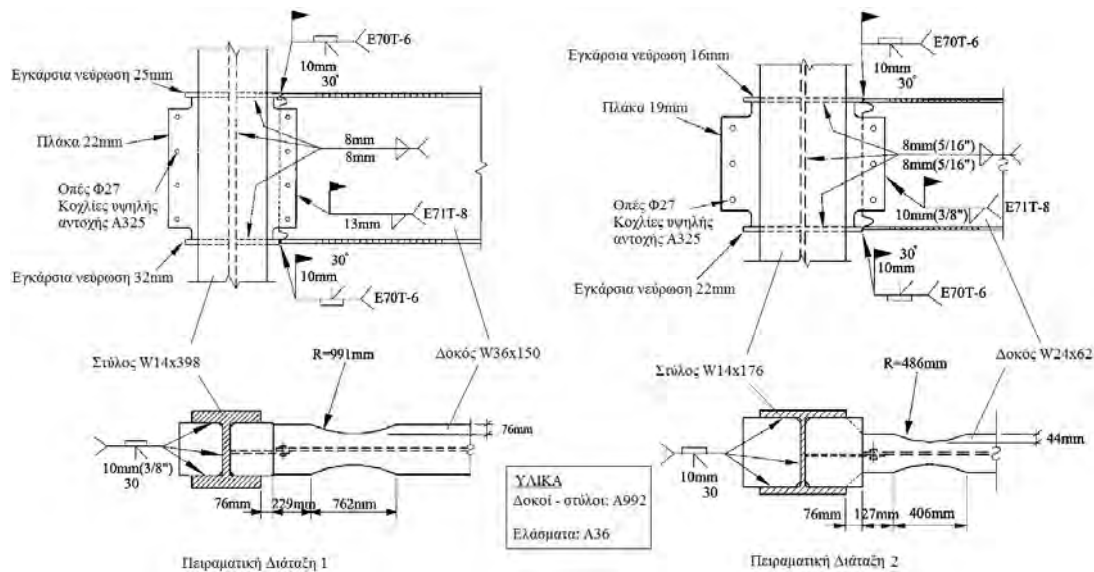 E70T-6
10mm
30°
Εγκάρσια νεύρωση 25mm
Πλάκα 22mm
8mm
8mm
Οπές Φ27
Κοχλίες υψηλής
αντοχής Α325
E71T-8
13mm
Εγκάρσια νεύρωση 32mm
30°
10mm
E70T-6
Στύλος W14x398
R=991mm
Δοκός W36x150
76mm
10mm(3/8")
30
76mm
229mm
762mm
Πειραματική Διάταξη 1
E70T-6
10mm
30°
Εγκάρσια νεύρωση 16mm
Πλάκα 19mm
8mm(5/16")
8mm(5/16")
Οπές Φ27
Κοχλίες υψηλής
αντοχής Α325
E71T-8
10mm(3/8")
Εγκάρσια νεύρωση 22mm
30°
10mm
E70T-6
Στύλος W14x176
R=486mm
Δοκός W24x62
44mm
10mm
30
76mm
127mm
406mm
Πειραματική Διάταξη 2
ΥΛΙΚΑ
Δοκοί - στύλοι: Α992
Ελάσματα: Α36